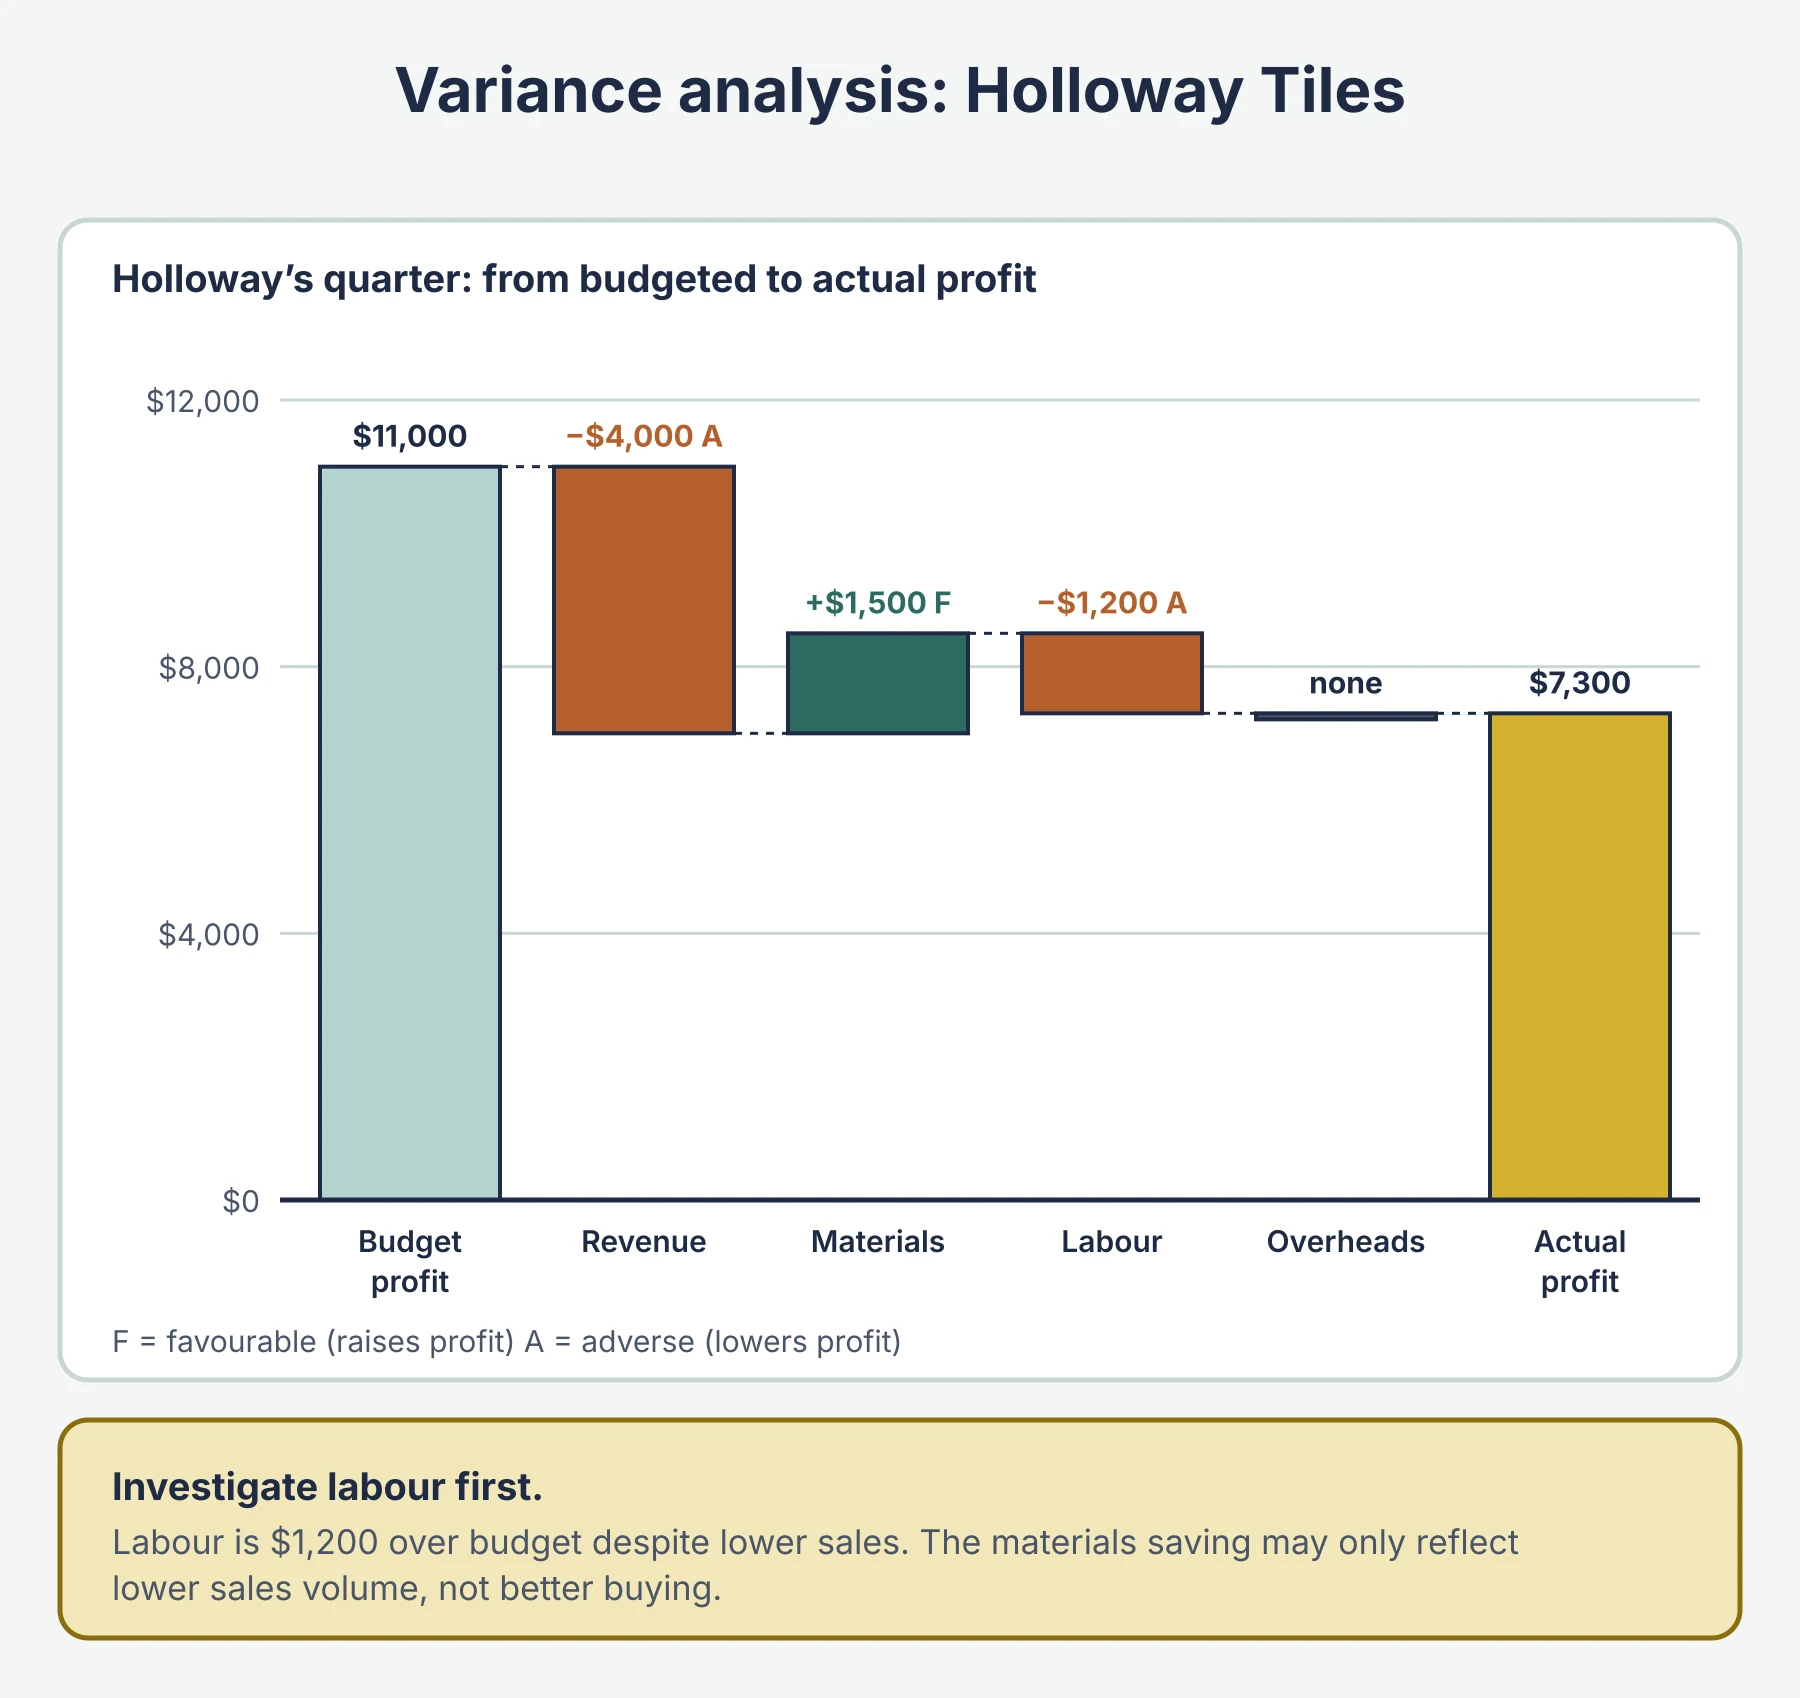 Variance analysis: Holloway Tiles
Holloway’s quarter: from budgeted to actual profit
$12,000
$11,000
−$4,000 A
+$1,500 F
−$1,200 A
$8,000
none
$7,300
$4,000
$0
Budget
profit
Revenue
Materials
Labour
Overheads
Actual
profit
F = favourable (raises profit) A = adverse (lowers profit)
Investigate labour first.
Labour is $1,200 over budget despite lower sales. The materials saving may only reflect
lower sales volume, not better buying.